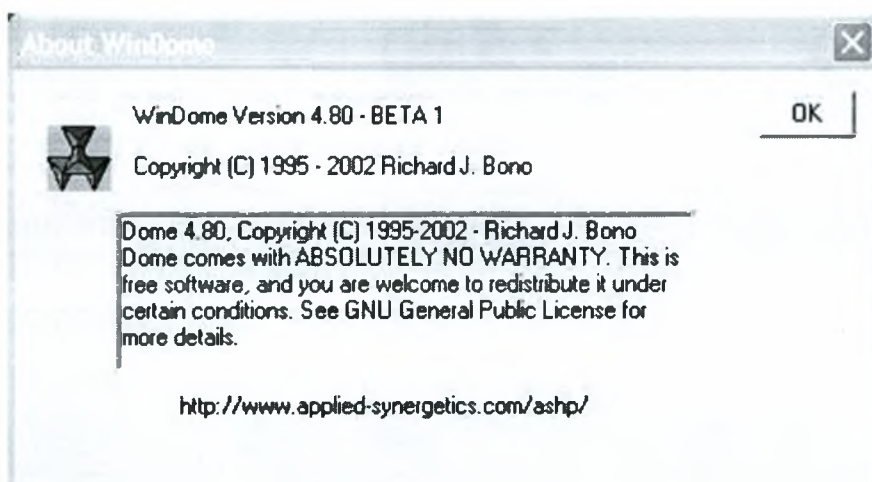 About WinDome
WinDome Version 4.80 - BETA 1
OK
Copyright (C) 1995 - 2002 Richard J. Bono
Dome 4.80, Copyright (C) 1995-2002 - Richard J. Bono
Dome comes with ABSOLUTELY NO WARRANTY. This is
free software, and you are welcome to redistribute it under
certain conditions. See GNU General Public License for
more details.
http://www.applied-synergetics.com/ashp/